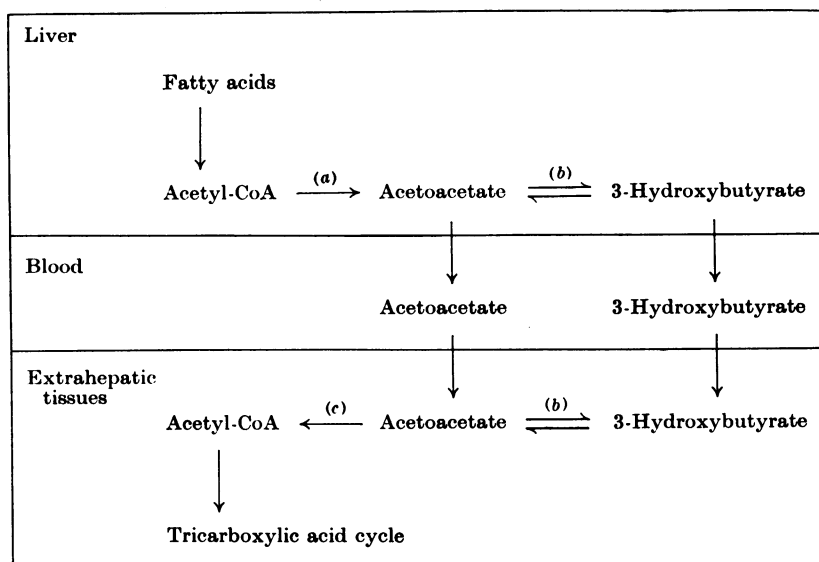 Liver
Fatty acids
(a) (b)
Acetyl-CoA Acetoacetate 3-Hydroxybutyrate
Blood
Acetoacetate 3-Hydroxybutyrate
Extrahepatic
tissues
(c) (b)
Acetyl-CoA Acetoacetate 3-Hydroxybutyrate
Tricarboxylic acid cycle